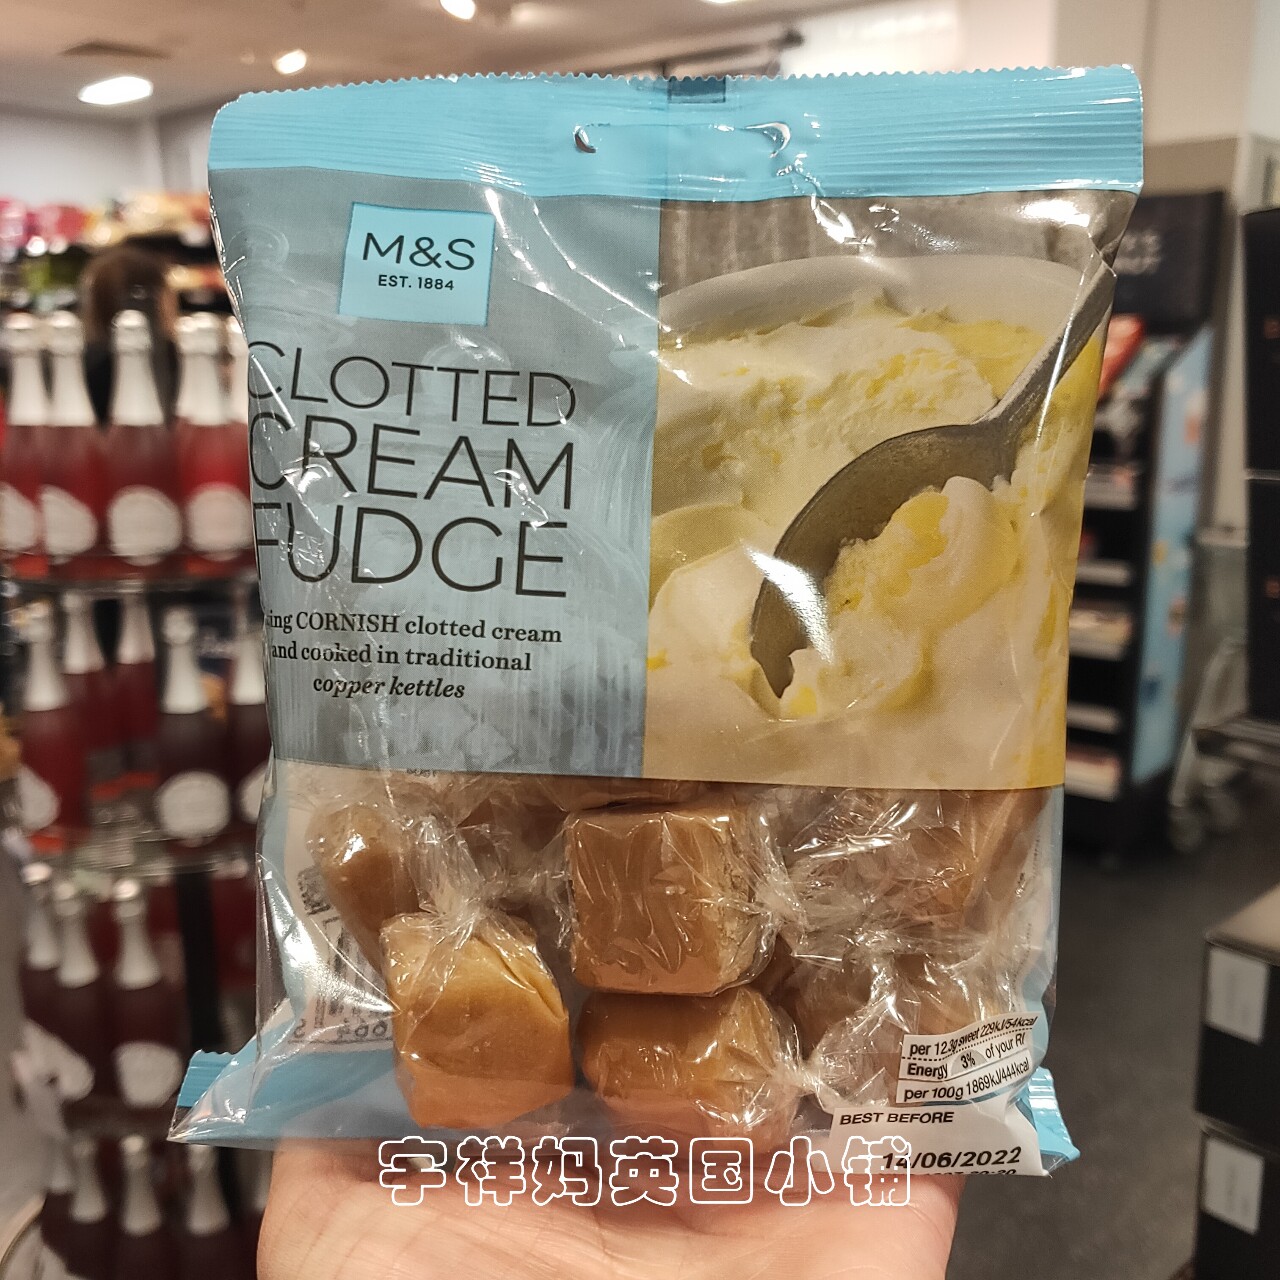 M&S
EST. 1884
CLOTTED
CREAM
FUDGE
CORNISH clotted cream
and cooked in traditional
copper kettles
per 12.3g sweet 229kJ/54kcal
Energy 3% of your RI
per 100g 1869kJ/444kcal
BEST BEFORE
14/06/2022
宇祥妈英国小铺